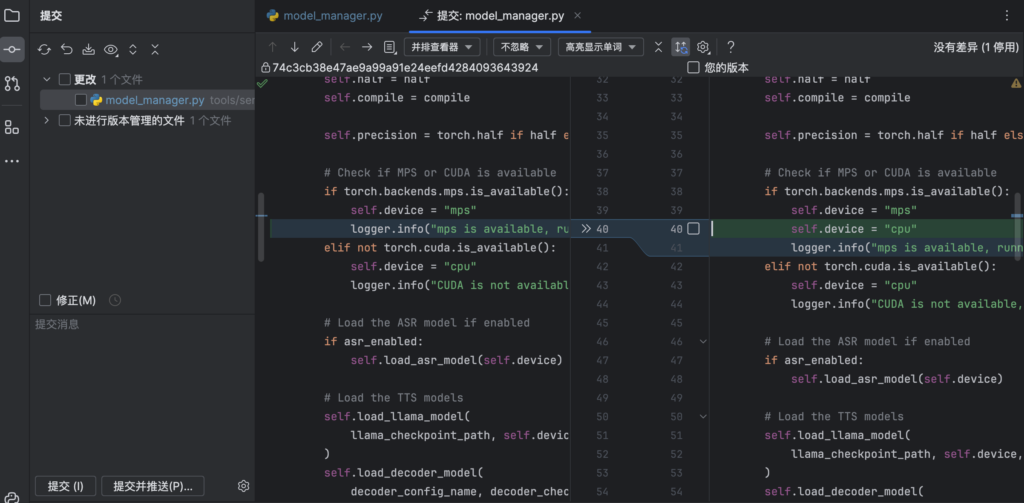 提交
model_manager.py
提交: model_manager.py
并排查看器
不忽略
高亮显示单词
没有差异 (1 停用)
更改 1 个文件
model_manager.py tools/ser
未进行版本管理的文件 1 个文件
修正(M)
提交消息
提交 (I)
提交并推送(P)...
74c3cb38e47ae9a99a91e24eefd4284093643924
self.half = half
self.compile = compile
self.precision = torch.half if half els
# Check if MPS or CUDA is available
if torch.backends.mps.is_available():
self.device = "mps"
logger.info("mps is available, ru
elif not torch.cuda.is_available():
self.device = "cpu"
logger.info("CUDA is not availabl
# Load the ASR model if enabled
if asr_enabled:
self.load_asr_model(self.device)
# Load the TTS models
self.load_llama_model(
llama_checkpoint_path, self.devic
)
self.load_decoder_model(
decoder_config_name, decoder_chec
32 32
33 33
34 34
35 35
36 36
37 37
38 38
39 39
40 40
41 41
42 42
43 43
44 44
45 45
46 46
47 47
48 48
49 49
50 50
51 51
52 52
53 53
54 54
您的版本
self.half = half
self.compile = compile
self.precision = torch.half if half els
# Check if MPS or CUDA is available
if torch.backends.mps.is_available():
self.device = "mps"
self.device = "cpu"
logger.info("mps is available, runn
elif not torch.cuda.is_available():
self.device = "cpu"
logger.info("CUDA is not available,
# Load the ASR model if enabled
if asr_enabled:
self.load_asr_model(self.device)
# Load the TTS models
self.load_llama_model(
llama_checkpoint_path, self.device,
)
self.load_decoder_model(